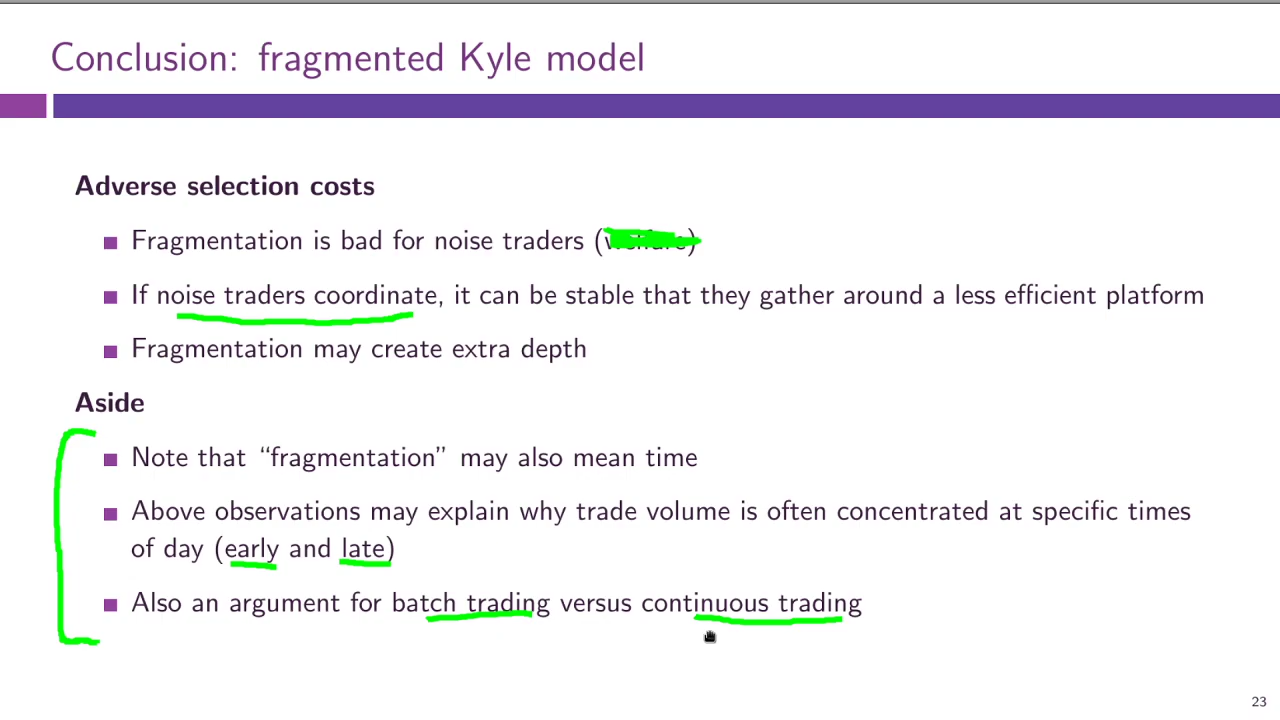 Conclusion: fragmented Kyle model
Adverse selection costs
Fragmentation is bad for noise traders (
If noise traders coordinate, it can be stable that they gather around a less efficient platform
Fragmentation may create extra depth
Aside
Note that “fragmentation” may also mean time
Above observations may explain why trade volume is often concentrated at specific times
of day (early and late)
Also an argument for batch trading versus continuous trading
23